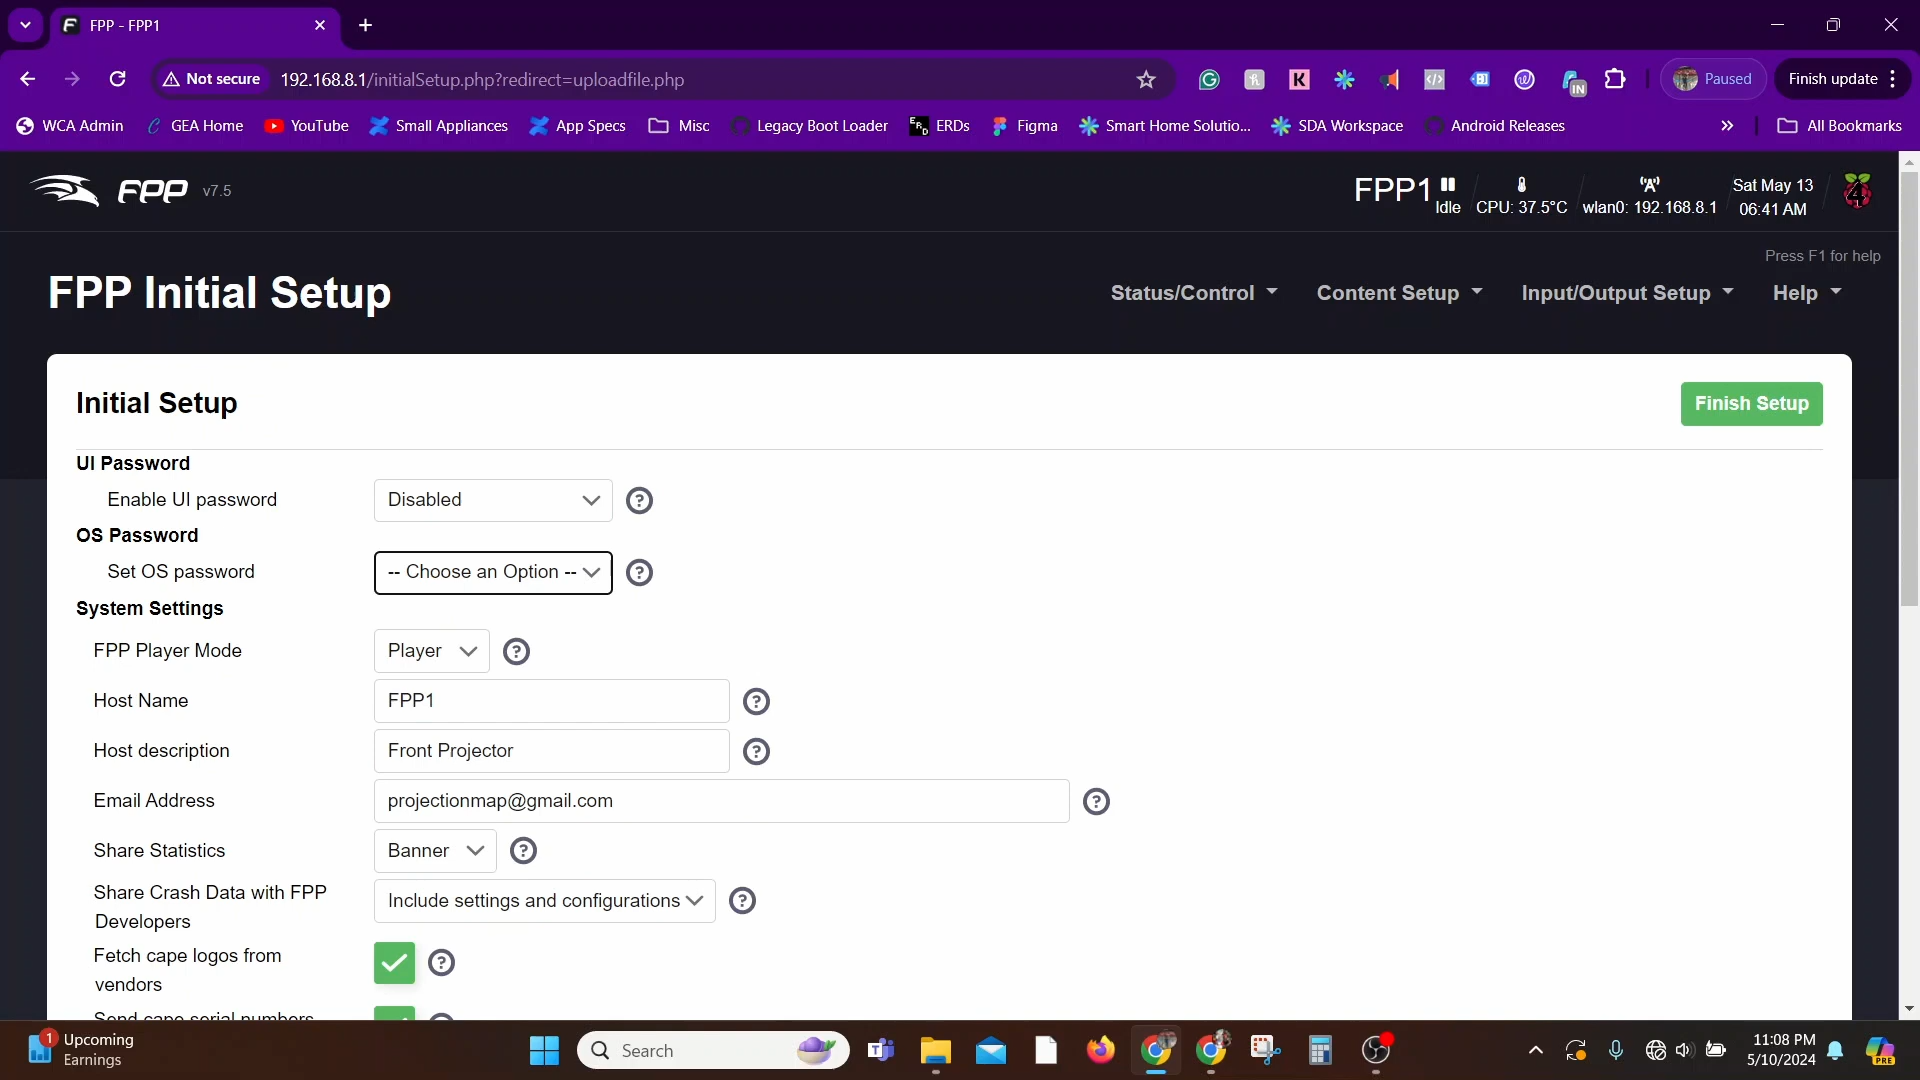 FPP - FPP1
Not secure
192.168.8.1/initialSetup.php?redirect=uploadfile.php
IN
Paused
Finish update
WCA Admin
GEA Home
YouTube
Small Appliances
App Specs
Misc
Legacy Boot Loader
ERDs
Figma
Smart Home Solutio...
SDA Workspace
Android Releases
All Bookmarks
FPP v7.5
FPP1
Idle
CPU: 37.5°C
wlan0: 192.168.8.1
Sat May 13
06:41 AM
4
Press F1 for help
FPP Initial Setup
Status/Control
Content Setup
Input/Output Setup
Help
Initial Setup
Finish Setup
UI Password
Enable UI password
Disabled
OS Password
Set OS password
-- Choose an Option --
System Settings
FPP Player Mode
Player
Host Name
FPP1
Host description
Front Projector
Email Address
projectionmap@gmail.com
Share Statistics
Banner
Share Crash Data with FPP
Developers
Include settings and configurations
Fetch cape logos from
vendors
Send cape serial numbers
1
Upcoming
Earnings
Search
11:08 PM
5/10/2024
PRE